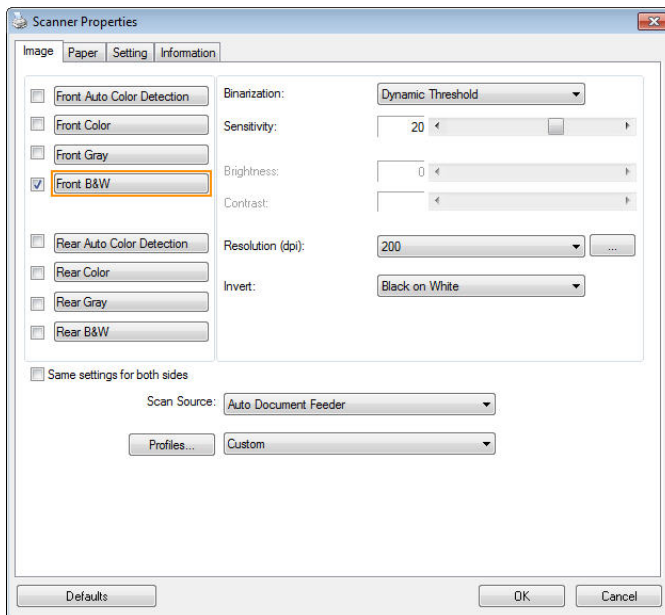 Scanner Properties
Image Paper Setting Information
Front Auto Color Detection
Front Color
Front Gray
Front B&W
Rear Auto Color Detection
Rear Color
Rear Gray
Rear B&W
Binarization: Dynamic Threshold
Sensitivity: 20
Brightness: 0
Contrast:
Resolution (dpi): 200 ...
Invert: Black on White
Same settings for both sides
Scan Source: Auto Document Feeder
Profiles... Custom
Defaults OK Cancel